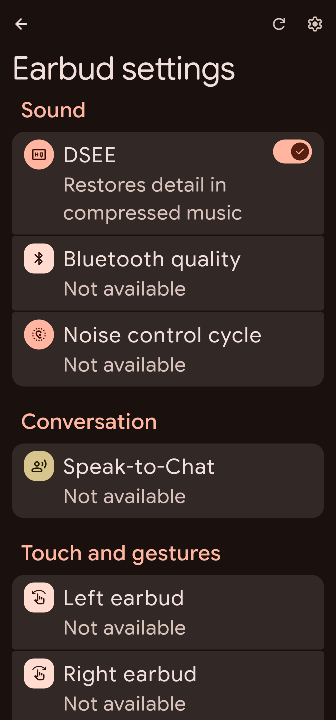 Earbud settings
Sound
HQ
DSEE
Restores detail in
compressed music
Bluetooth quality
Not available
Noise control cycle
Not available
Conversation
Speak-to-Chat
Not available
Touch and gestures
Left earbud
Not available
Right earbud
Not available